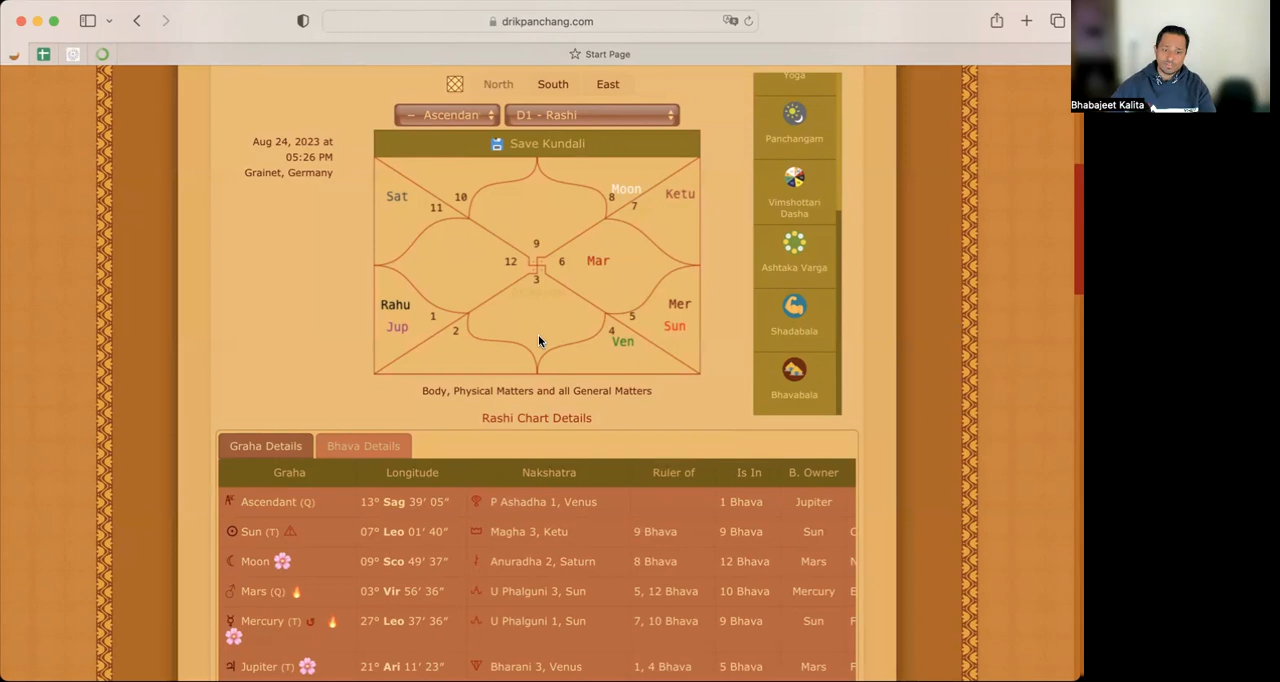 drikpanchang.com
Start Page
Bhabajeet Kalita
North South East
– Ascendan D1 - Rashi
Aug 24, 2023 at
05:26 PM
Grainet, Germany
Save Kundali
Sat 10 11
Moon 8 7 Ketu
9
12 6 Mar
3
Rahu
Jup 1 2
Mer
5 Sun
4 Ven
Body, Physical Matters and all General Matters
Rashi Chart Details
Yoga
Panchangam
Vimshottari
Dasha
Ashtaka Varga
Shadabala
Bhavabala
Graha Details Bhava Details
Graha Longitude Nakshatra Ruler of Is In B. Owner
Ascendant (Q) 13° Sag 39′ 05″ P Ashadha 1, Venus 1 Bhava Jupiter
Sun (T) 07° Leo 01′ 40″ Magha 3, Ketu 9 Bhava 9 Bhava Sun
Moon 09° Sco 49′ 37″ Anuradha 2, Saturn 8 Bhava 12 Bhava Mars
Mars (Q) 03° Vir 56′ 36″ U Phalguni 3, Sun 5, 12 Bhava 10 Bhava Mercury
Mercury (T) 27° Leo 37′ 36″ U Phalguni 1, Sun 7, 10 Bhava 9 Bhava Sun
Jupiter (T) 21° Ari 11′ 23″ Bharani 3, Venus 1, 4 Bhava 5 Bhava Mars